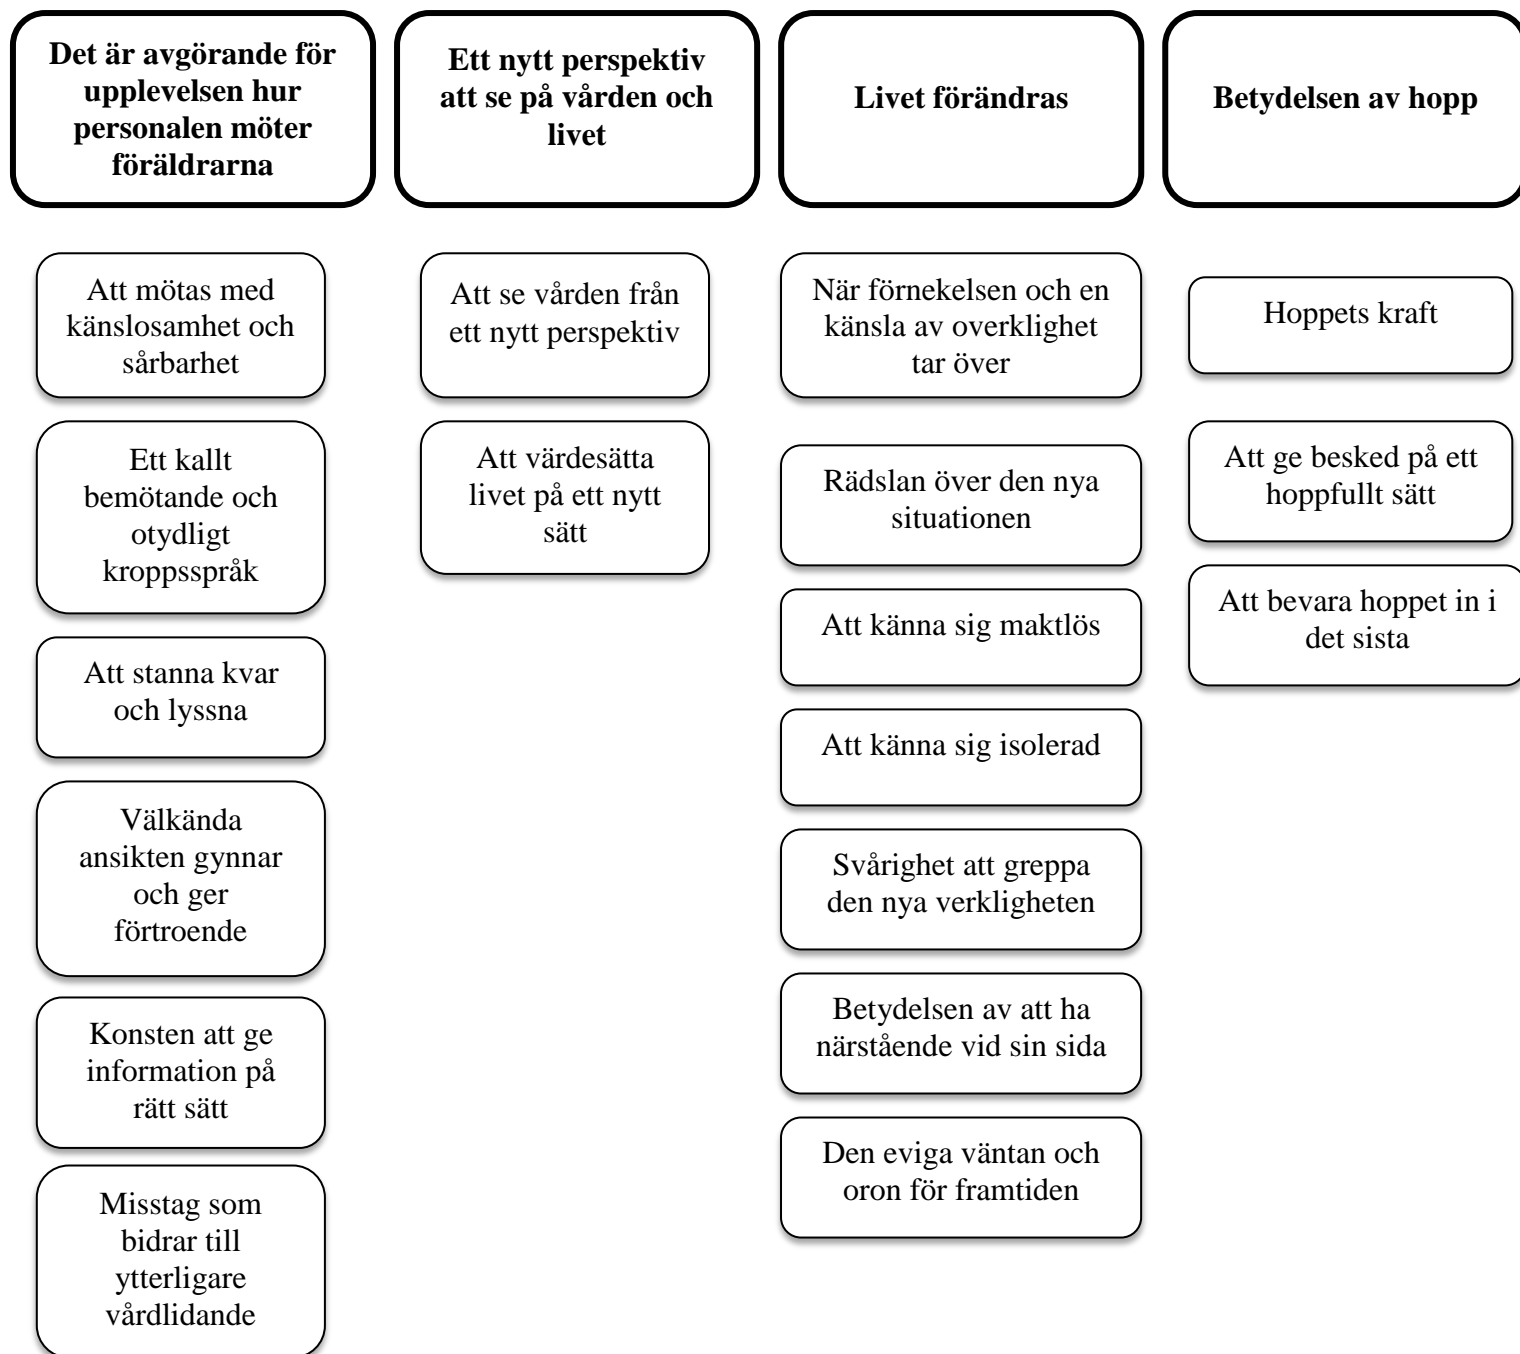 Det är avgörande för
upplevelsen hur
personalen möter
föräldrarna
Att mötas med
känslosamhet och
sårbarhet
Ett kallt
bemötande och
otydligt
kroppsspråk
Att stanna kvar
och lyssna
Välkända
ansikten gynnar
och ger
förtroende
Konsten att ge
information på
rätt sätt
Misstag som
bidrar till
ytterligare
vårdlidande
Ett nytt perspektiv
att se på vården och
livet
Att se vården från
ett nytt perspektiv
Att värdesätta
livet på ett nytt
sätt
Livet förändras
När förnekelsen och en
känsla av overklighet
tar över
Rädslan över den nya
situationen
Att känna sig maktlös
Att känna sig isolerad
Svårighet att greppa
den nya verkligheten
Betydelsen av att ha
närstående vid sin sida
Den eviga väntan och
oron för framtiden
Betydelsen av hopp
Hoppets kraft
Att ge besked på ett
hoppfullt sätt
Att bevara hoppet in i
det sista